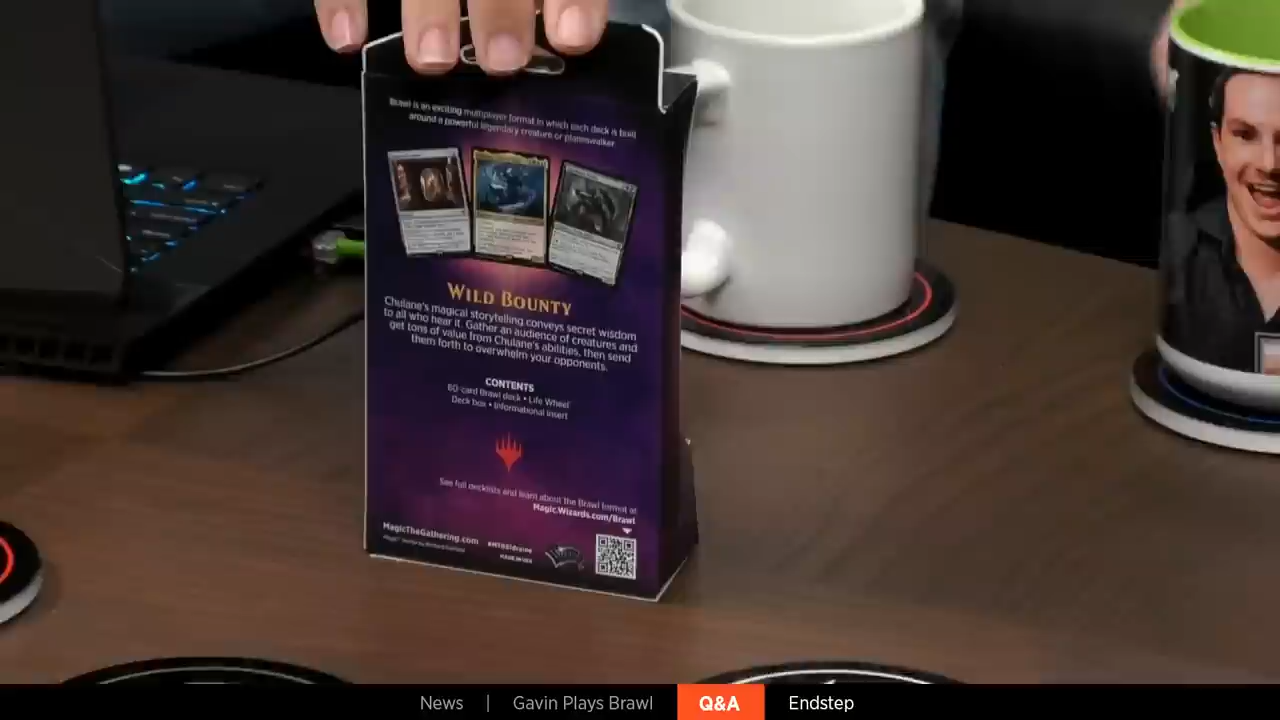 Brawl is an exciting multiplayer format in which each deck is built
around a powerful legendary creature or planeswalker.
WILD BOUNTY
Chulane's magical storytelling conveys secret wisdom
to all who hear it. Gather an audience of creatures and
get tons of value from Chulane's abilities, then send
them forth to overwhelm your opponents.
CONTENTS
60-card Brawl deck • Life Wheel
Deck box • Informational insert
See full decklists and learn about the Brawl format at
Magic.Wizards.com/Brawl
MagicTheGathering.com
#MTGEldraine
MADE IN USA
News | Gavin Plays Brawl Q&A Endstep